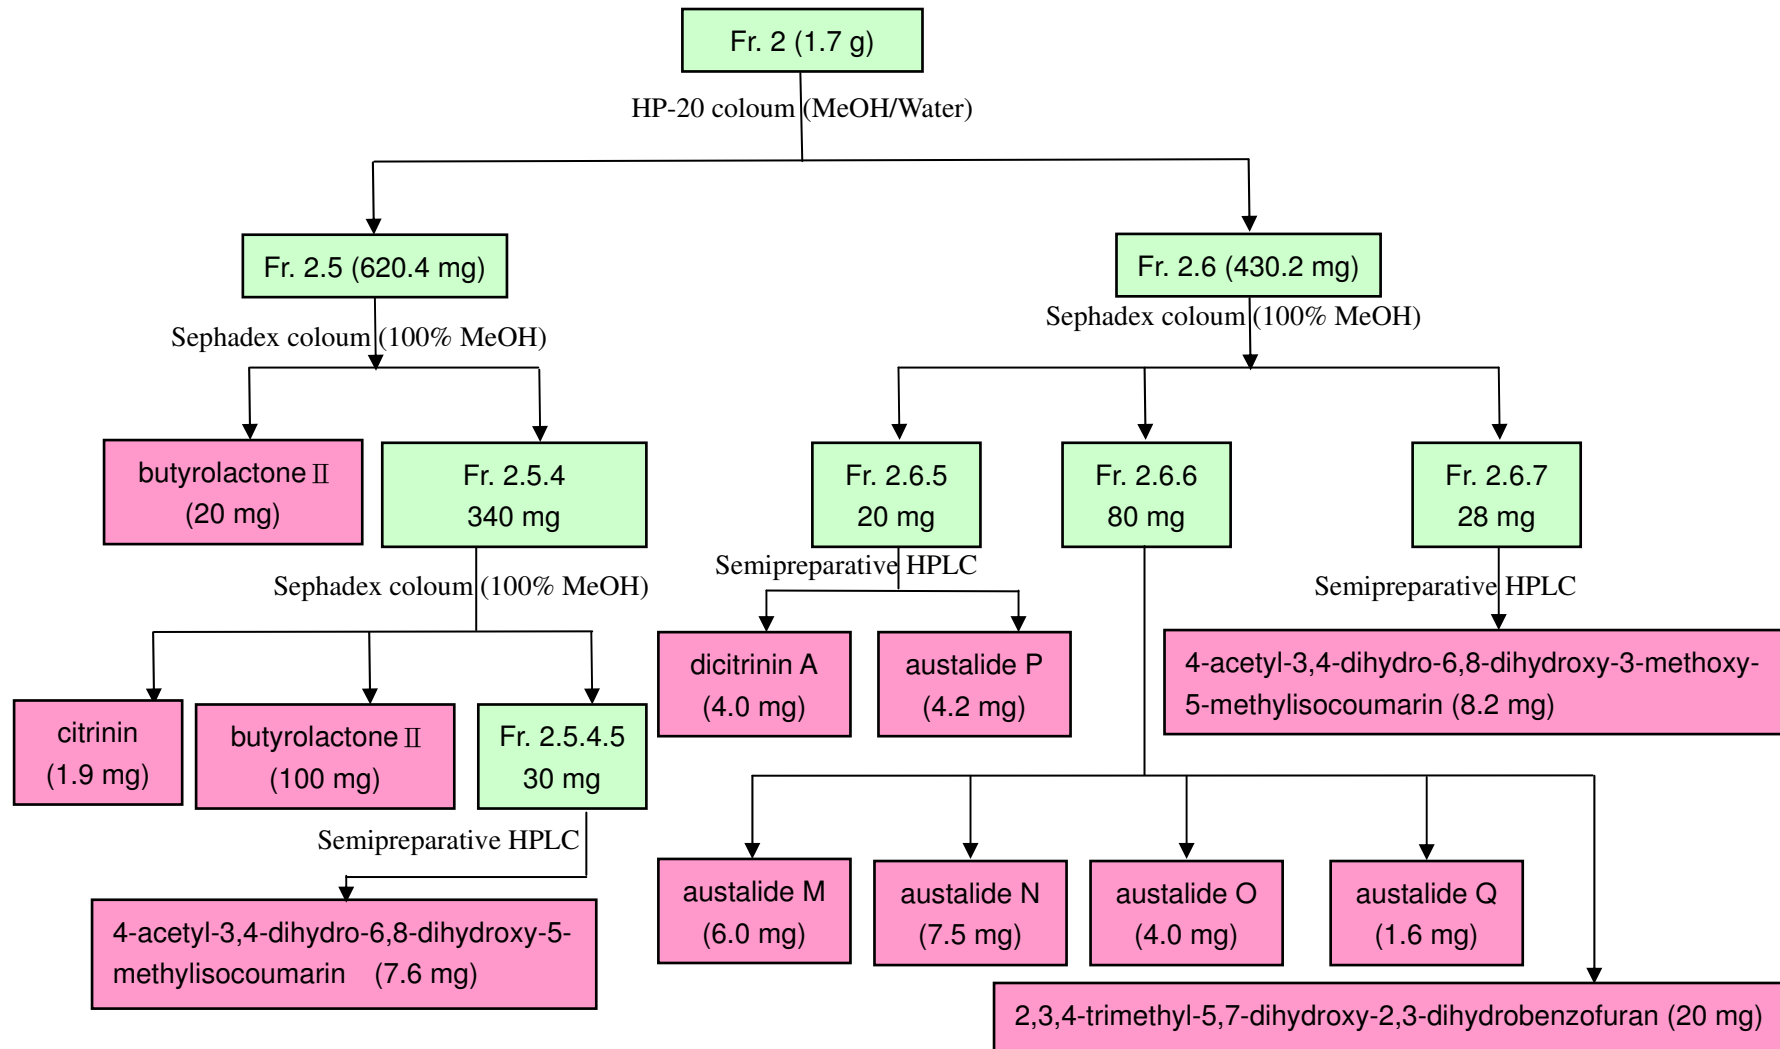 Fr. 2 (1.7 g)
HP-20 coloum (MeOH/Water)
Fr. 2.5 (620.4 mg)
Fr. 2.6 (430.2 mg)
Sephadex coloum (100% MeOH)
Sephadex coloum (100% MeOH)
butyrolactone Ⅱ
(20 mg)
Fr. 2.5.4
340 mg
Fr. 2.6.5
20 mg
Fr. 2.6.6
80 mg
Fr. 2.6.7
28 mg
Sephadex coloum (100% MeOH)
Semipreparative HPLC
Semipreparative HPLC
dicitrinin A
(4.0 mg)
austalide P
(4.2 mg)
4-acetyl-3,4-dihydro-6,8-dihydroxy-3-methoxy-
5-methylisocoumarin (8.2 mg)
citrinin
(1.9 mg)
butyrolactone Ⅱ
(100 mg)
Fr. 2.5.4.5
30 mg
Semipreparative HPLC
austalide M
(6.0 mg)
austalide N
(7.5 mg)
austalide O
(4.0 mg)
austalide Q
(1.6 mg)
4-acetyl-3,4-dihydro-6,8-dihydroxy-5-
methylisocoumarin (7.6 mg)
2,3,4-trimethyl-5,7-dihydroxy-2,3-dihydrobenzofuran (20 mg)